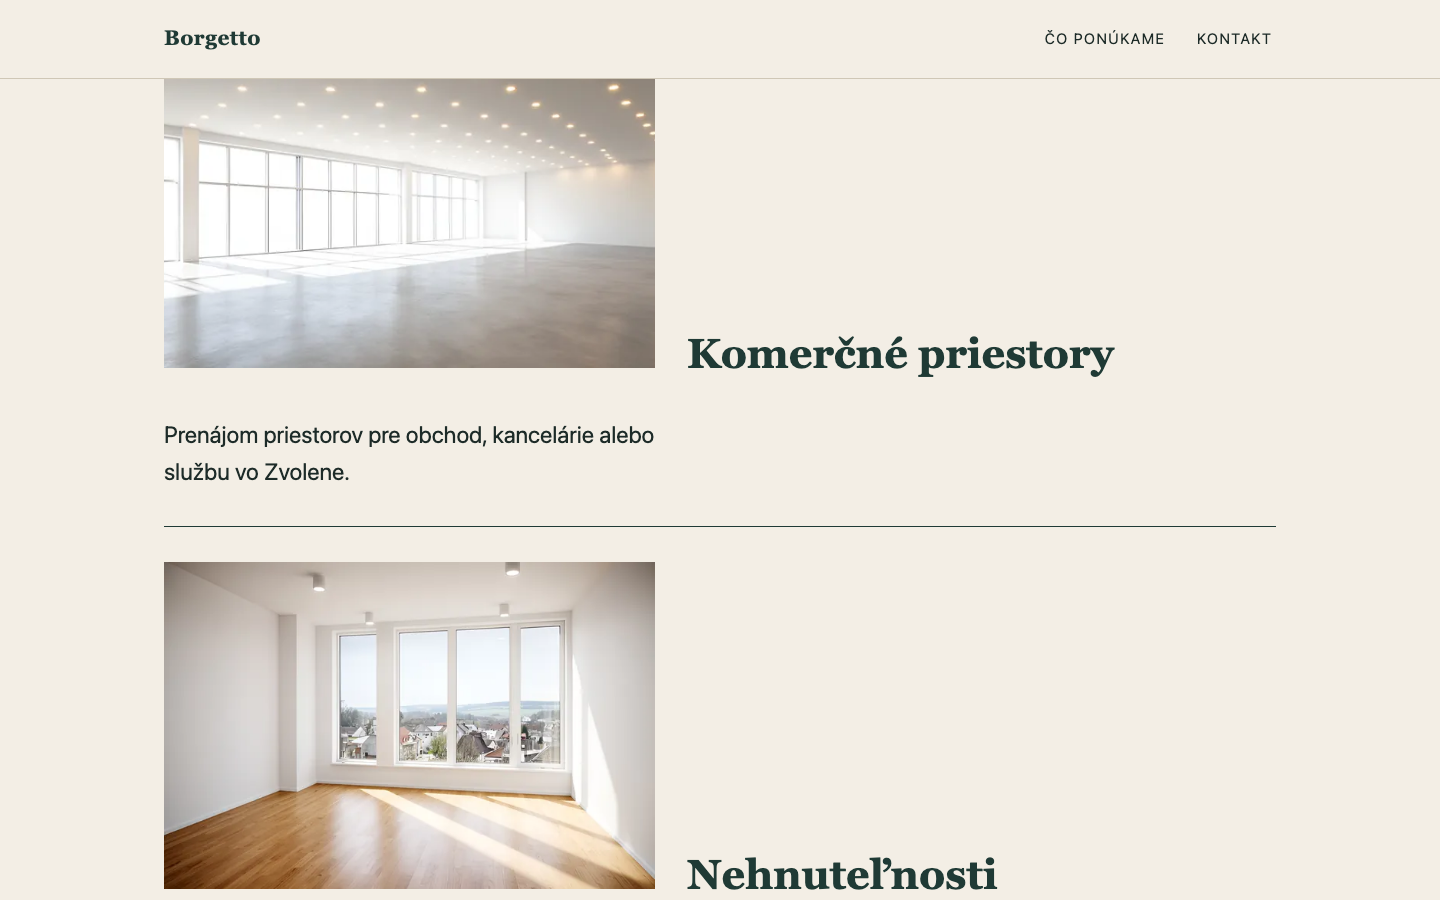 Borgetto
ČO PONÚKAME
KONTAKT
Komerčné priestory
Prenájom priestorov pre obchod, kancelárie alebo
službu vo Zvolene.
Nehnuteľnosti